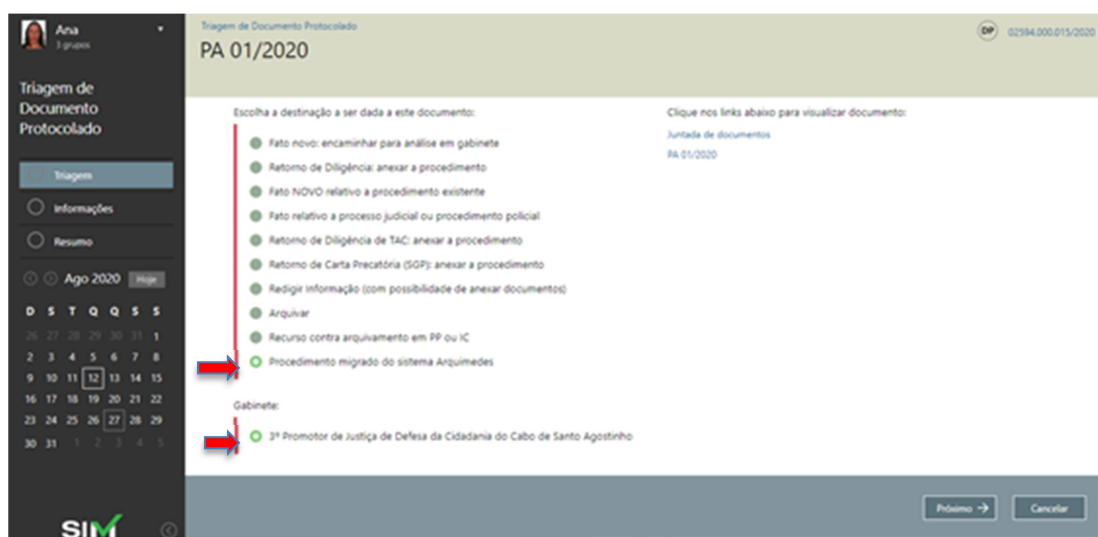 Ana
3 grupos
Triagem de
Documento
Protocolado
Triagem
Informações
Resumo
Ago 2020 Hoje
D S T Q Q S S
26 27 28 29 30 31 1
2 3 4 5 6 7 8
9 10 11 12 13 14 15
16 17 18 19 20 21 22
23 24 25 26 27 28 29
30 31 1 2 3 4 5
SIM
Triagem de Documento Protocolado
PA 01/2020
DP 02594.000.015/2020
Escolha a destinação a ser dada a este documento:
Fato novo: encaminhar para análise em gabinete
Retorno de Diligência: anexar a procedimento
Fato NOVO relativo a procedimento existente
Fato relativo a processo judicial ou procedimento policial
Retorno de Diligência de TAC: anexar a procedimento
Retorno de Carta Precatória (SGP): anexar a procedimento
Redigir Informação (com possibilidade de anexar documentos)
Arquivar
Recurso contra arquivamento em PP ou IC
Procedimento migrado do sistema Arquimedes
Gabinete:
3º Promotor de Justiça de Defesa da Cidadania do Cabo de Santo Agostinho
Clique nos links abaixo para visualizar documento:
Juntada de documentos
PA 01/2020
Próximo →
Cancelar